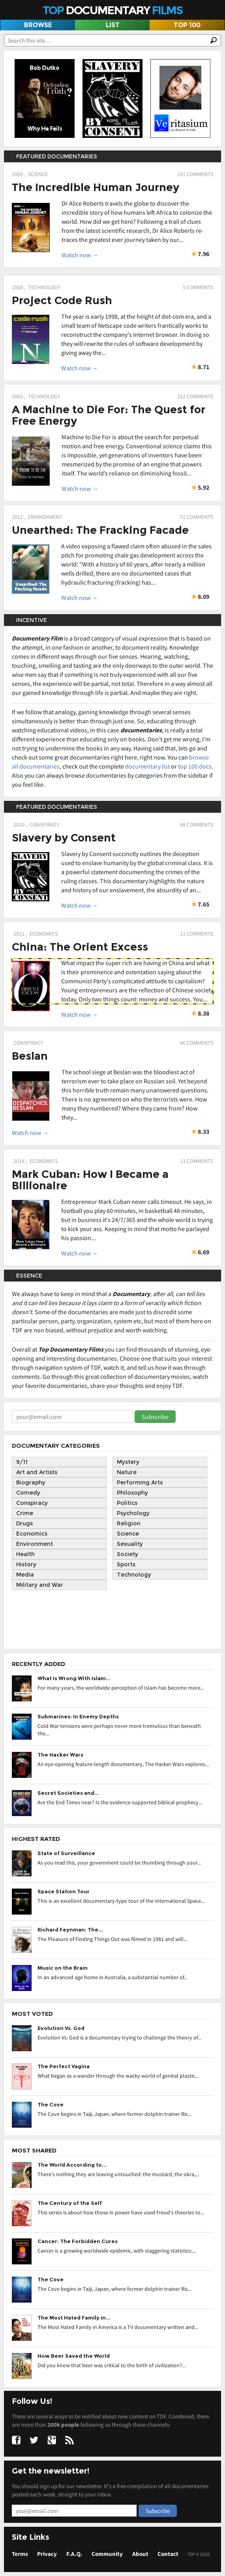 TOP DOCUMENTARY FILMS
BROWSE LIST TOP 100
Search this site...
Bob Dutko
Defending Truth?
Why He Fails
SLAVERY
BY CONSENT
Veritasium
FEATURED DOCUMENTARIES
2009, SCIENCE 191 COMMENTS
The Incredible Human Journey
Dr Alice Roberts travels the globe to discover the
incredible story of how humans left Africa to colonise the
world. How did we get here? Following a trail of clues
from the latest scientific research, Dr Alice Roberts re-
traces the greatest ever journey taken by our...
Watch now → 7.96
2000, TECHNOLOGY 5 COMMENTS
Project Code Rush
The year is early 1998, at the height of dot-com era, and a
small team of Netscape code writers frantically works to
reconstruct the company's Internet browser. In doing so
they will rewrite the rules of software development by
giving away the...
Watch now → 8.71
2003, TECHNOLOGY 162 COMMENTS
A Machine to Die For: The Quest for
Free Energy
Machine to Die For is about the search for perpetual
motion and free energy. Conventional science claims this
is impossible, yet generations of inventors have been
mesmerized by the promise of an engine that powers
itself. The world's reliance on diminishing fossil...
Watch now → 5.92
2012, ENVIRONMENT 51 COMMENTS
Unearthed: The Fracking Facade
A video exposing a flawed claim often abused in the sales
pitch for promoting shale gas development across the
world: "With a history of 60 years, after nearly a million
wells drilled, there are no documented cases that
hydraulic fracturing (fracking) has...
Watch now → 8.09
INCENTIVE
Documentary Film is a broad category of visual expression that is based on
the attempt, in one fashion or another, to document reality. Knowledge
comes in different ways through our five senses. Hearing, watching,
touching, smelling and tasting are the tools to discover the outer world. The
wise men say that if something is not truly experienced with all our five
senses, the experience will be partial, not total. Therefore in a way almost all
our gained knowledge comes from books that is JAIN, and maybe not right at all.
If we follow that analogy, gaining knowledge through several senses
simultaneously is better than through just one. So, educating through
watching educational videos, in this case documentaries, is really a total
different experience than educating only on books. Don't get me wrong, I'm
not trying to undermine the books in any way. Having said that, lets go and
check out some great documentaries right here, right now. You can browse
all documentaries, check out the complete documentary list or top 100 docs.
Also you can always browse documentaries by categories from the sidebar if
you feel like.
FEATURED DOCUMENTARIES
2010, CONSPIRACY 48 COMMENTS
Slavery by Consent
Slavery by Consent succinctly outlines the deception
used to enslave humanity by the global criminal class. It is
a powerful statement documenting the crimes of the
ruling class. This documentary highlights the nature
and history of our enslavement, the absurdity of an...
Watch now → 7.65
2012, ECONOMICS 11 COMMENTS
China: The Orient Excess
What impact the super rich are having in China and what
is their provenance? Documentation arguing about the
Communist Party's complicated attitude to capitalism?
Young entrepreneurs are the reflection of Chinese society
today. Only two things count: money and success. You...
Watch now → 8.38
CONSPIRACY 46 COMMENTS
Beslan
The school siege at Beslan was the bloodiest act of
terrorism ever to take place on Russian soil. Yet beyond
this horrible truth remain many unanswered questions.
There is no agreement on who the terrorists were. How
many were they? Where they came from? How
they...
Watch now → 8.33
2014, ECONOMICS 13 COMMENTS
Mark Cuban: How I Became a
Billionaire
Entrepreneur Mark Cuban never calls timeout. He says, in
football you play 60 minutes, in basketball 48 minutes,
but in business it's 24/7/365 and the whole world is trying
to kick your ass. Keeping in mind that motto he parlayed
his passion...
Watch now → 6.69
ESSENCE
We always have to keep in mind that a Documentary, after all, can tell lies
and it can tell lies because it lays claim to a form of veracity which fiction
doesn't. Some of the documentaries are made just to discredit some
particular person, party, organization, system etc, but most of them here on
TDF are non biased, without prejudice and worth watching.
Overall at Top Documentary Films you can find thousands of stunning, eye-
opening and interesting documentaries. Choose one that suits your interest
through navigation system of TDF, watch it, and tell us how it was through
comments. Go through this great collection of documentary movies, watch
your favorite documentaries, share your thoughts and enjoy TDF.
your@email.com Subscribe
DOCUMENTARY CATEGORIES
9/11 Mystery
Art and Artists Nature
Biography Performing Arts
Comedy Philosophy
Conspiracy Politics
Crime Psychology
Drugs Religion
Economics Science
Environment Sexuality
Health Society
History Sports
Media Technology
Military and War
RECENTLY ADDED
What Is Wrong With Islam...
For many years, the worldwide perception of Islam has become more...
Submarines: In Enemy Depths
Cold War tensions were perhaps never more tremulous than beneath
the...
The Hacker Wars
An eye-opening feature-length documentary, The Hacker Wars explores...
Secret Societies and...
Are the End Times near? Is the evidence supported biblical prophecy...
HIGHEST RATED
State of Surveillance
As you read this, your government could be thumbing through your...
Space Station Tour
This is an excellent documentary-type tour of the International Space...
Richard Feynman: The...
The Pleasure of Finding Things Out was filmed in 1981 and will...
Music on the Brain
In an advanced age home in Australia, a substantial number of...
MOST VOTED
Evolution Vs. God
Evolution Vs. God is a documentary trying to challenge the theory of...
The Perfect Vagina
What began as a wander through the wacky world of genital plastic...
The Cove
The Cove begins in Taiji, Japan, where former dolphin trainer Ric...
MOST SHARED
The World According to...
There's nothing they are leaving untouched: the mustard, the okra,...
The Century of the Self
This series is about how those in power have used Freud's theories to...
Cancer: The Forbidden Cures
Cancer is a growing worldwide epidemic, with staggering statistics:...
The Cove
The Cove begins in Taiji, Japan, where former dolphin trainer Ric...
The Most Hated Family in...
The Most Hated Family in America is a TV documentary written and...
How Beer Saved the World
Did you know that beer was critical to the birth of civilization?...
Follow Us!
There are several ways to be notified about new content on TDF. Combined, there
are more than 200k people following us through these channels:
Get the newsletter!
You should sign up for our newsletter. It's a free compilation of all documentaries
posted each week, straight to your inbox.
your@email.com Subscribe
Site Links
Terms Privacy F.A.Q. Community About Contact TDF © 2026